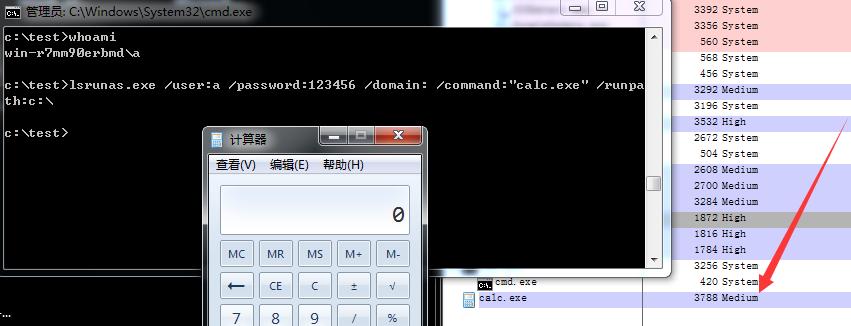 管理员: C:\Windows\System32\cmd.exe
c:\test>whoami
win-r7mm90erbmd\a
c:\test>lsrunas.exe /user:a /password:123456 /domain: /command:"calc.exe" /runpa
th:c:\
c:\test>
计算器
查看(V) 编辑(E) 帮助(H)
0
MC MR MS M+ M-
← CE C ± √
7 8 9 / %
3392 System
3356 System
560 System
568 System
456 System
3292 Medium
3196 System
3532 High
2672 System
504 System
2608 Medium
2700 Medium
3284 Medium
1872 High
1816 High
1784 High
3256 System
cmd.exe 420 System
calc.exe 3788 Medium